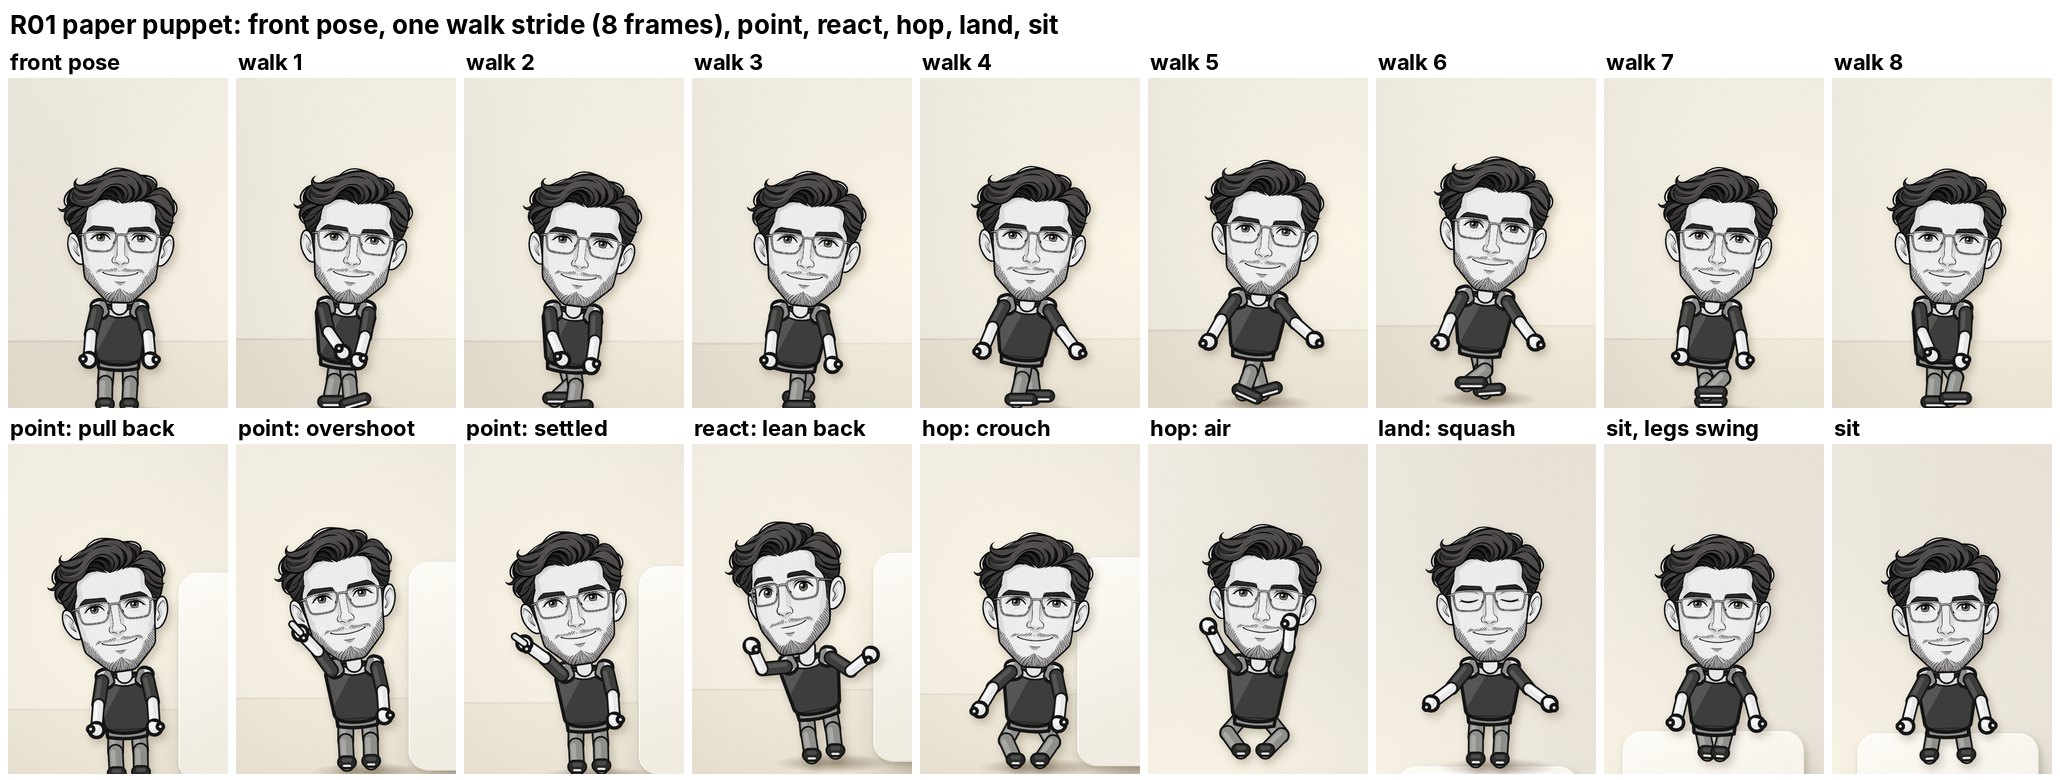 R01 paper puppet: front pose, one walk stride (8 frames), point, react, hop, land, sit
front pose
walk 1
walk 2
walk 3
walk 4
walk 5
walk 6
walk 7
walk 8
point: pull back
point: overshoot
point: settled
react: lean back
hop: crouch
hop: air
land: squash
sit, legs swing
sit